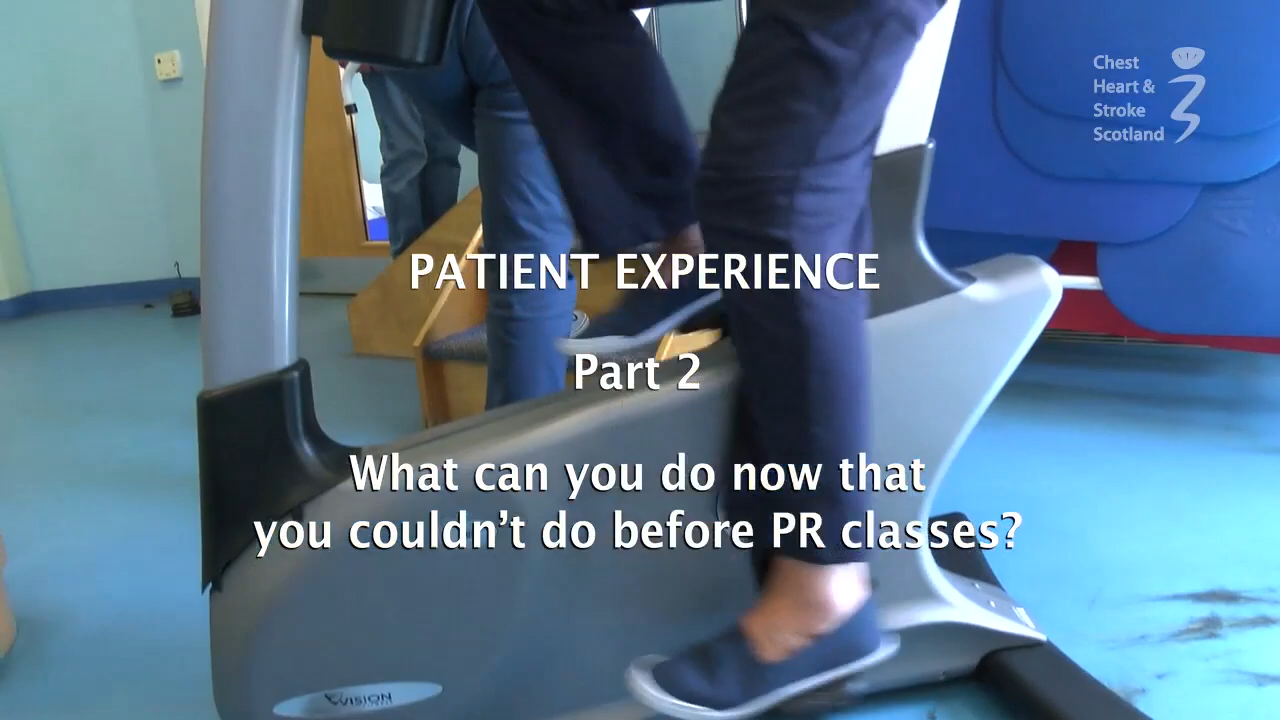 Chest
Heart &
Stroke
Scotland
PATIENT EXPERIENCE
Part 2
What can you do now that
you couldn't do before PR classes?
VISION